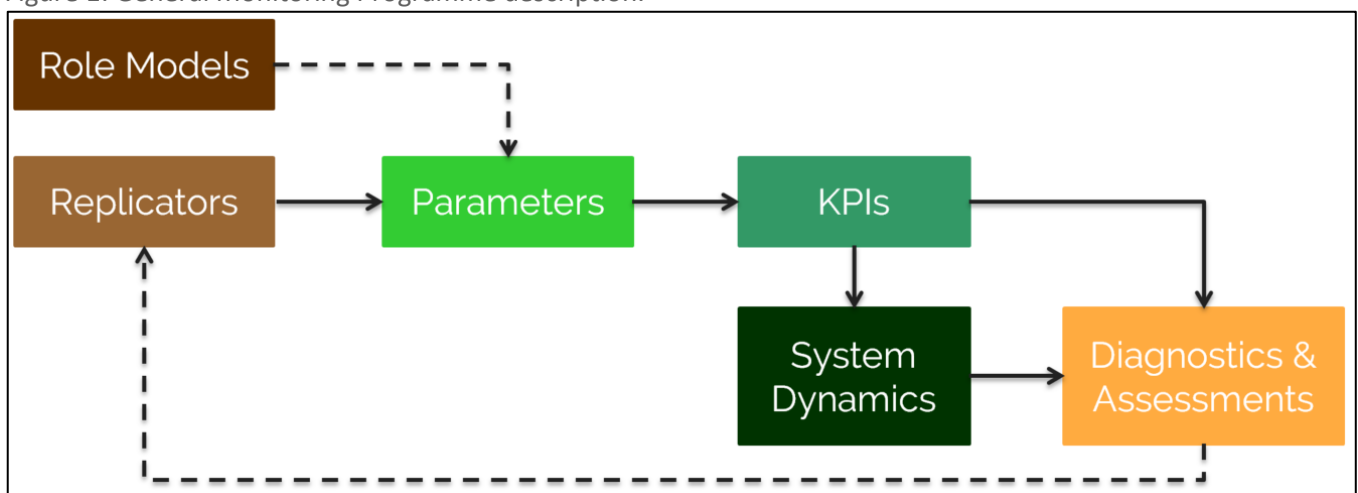 Role Models
Replicators
Parameters
KPIs
System
Dynamics
Diagnostics &
Assessments